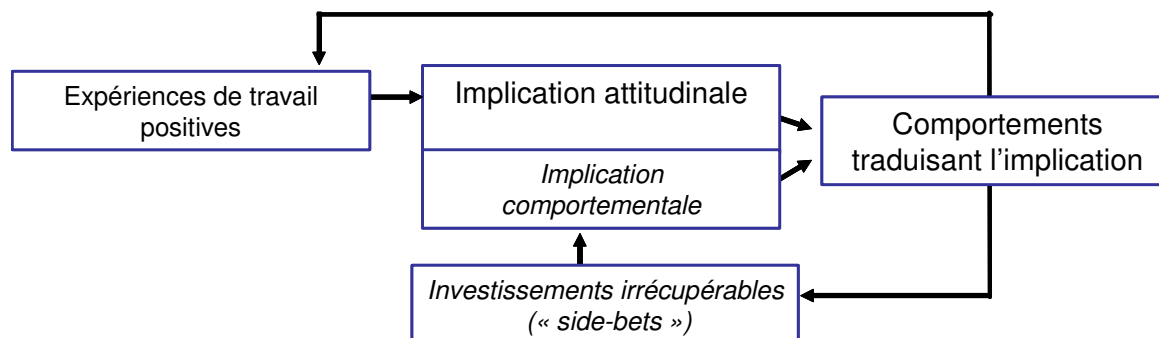 Expériences de travail
positives
Implication attitudinale
Implication
comportementale
Comportements
traduisant l’implication
Investissements irrécupérables
(« side-bets »)